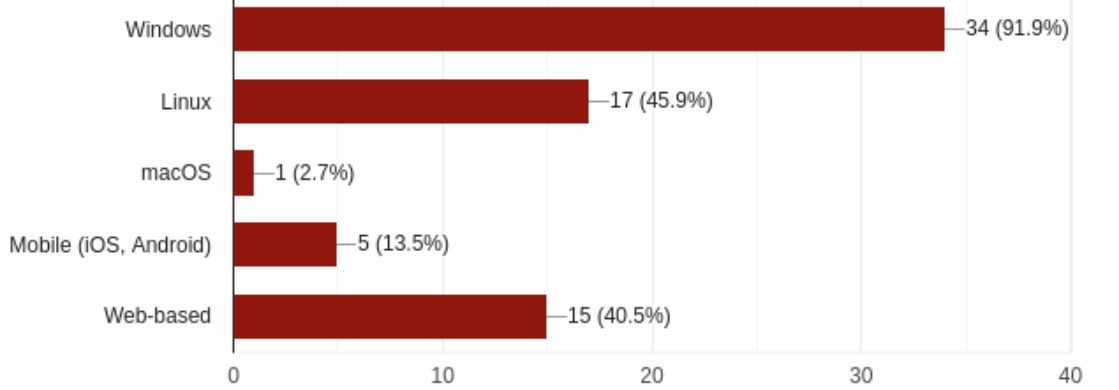 Windows 34 (91.9%)
Linux 17 (45.9%)
macOS 1 (2.7%)
Mobile (iOS, Android) 5 (13.5%)
Web-based 15 (40.5%)
0 10 20 30 40